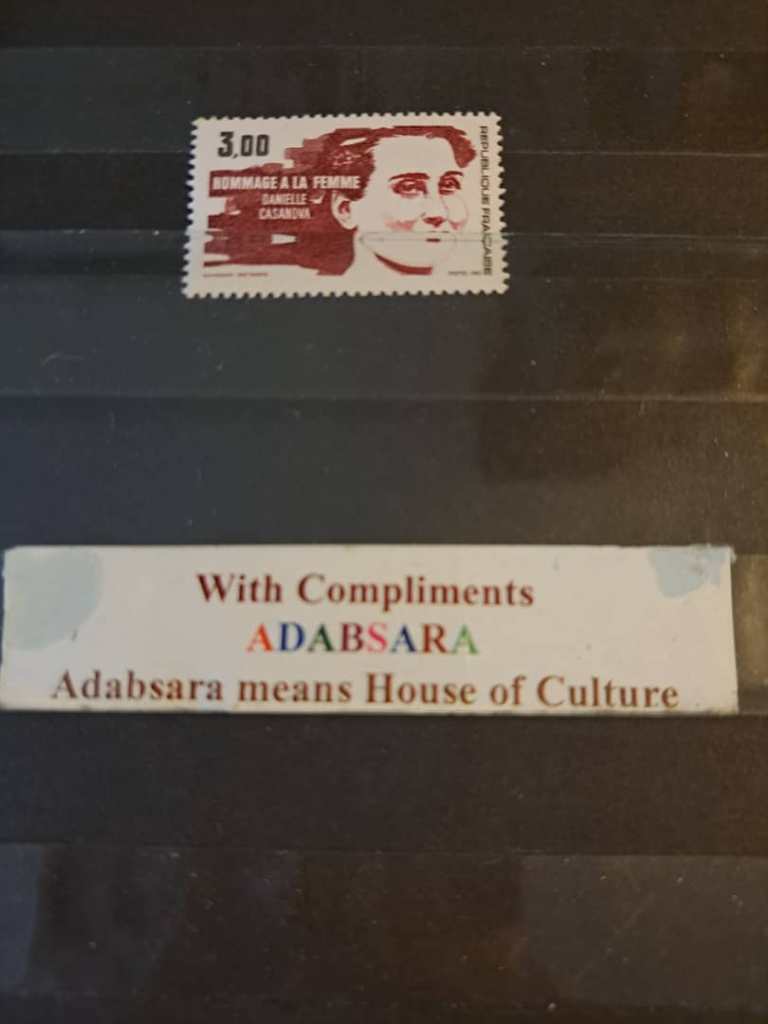 3,00
HOMMAGE A LA FEMME
DANIELLE
CASANOVA
REPUBLIQUE FRANÇAISE
With Compliments
ADABSARA
Adabsara means House of Culture